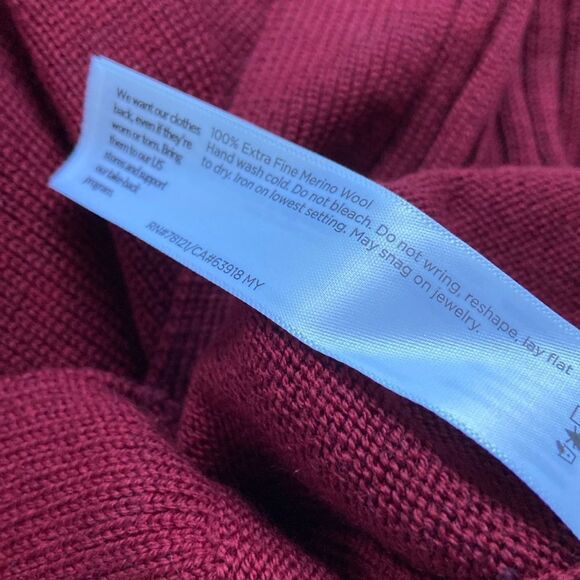 We want our clothes
back, even if they're
worn or torn. Bring
them to our US
stores and support
our take-back
program.
100% Extra Fine Merino Wool
Hand wash cold. Do not bleach. Do not wring, reshape, lay flat
to dry. Iron on lowest setting. May snag on jewelry.
RN#78121/CA#63918 MY